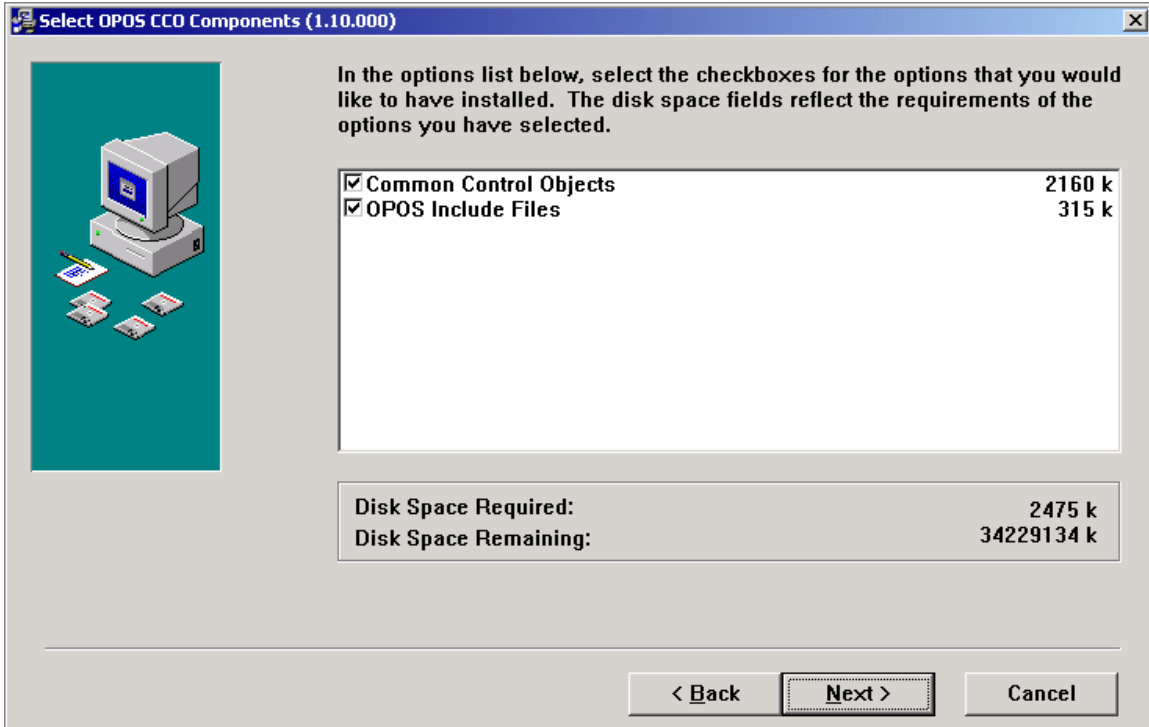 Select OPOS CCO Components (1.10.000)
In the options list below, select the checkboxes for the options that you would
like to have installed.  The disk space fields reflect the requirements of the
options you have selected.
Common Control Objects 2160 k
OPOS Include Files 315 k
Disk Space Required: 2475 k
Disk Space Remaining: 34229134 k
< Back Next > Cancel